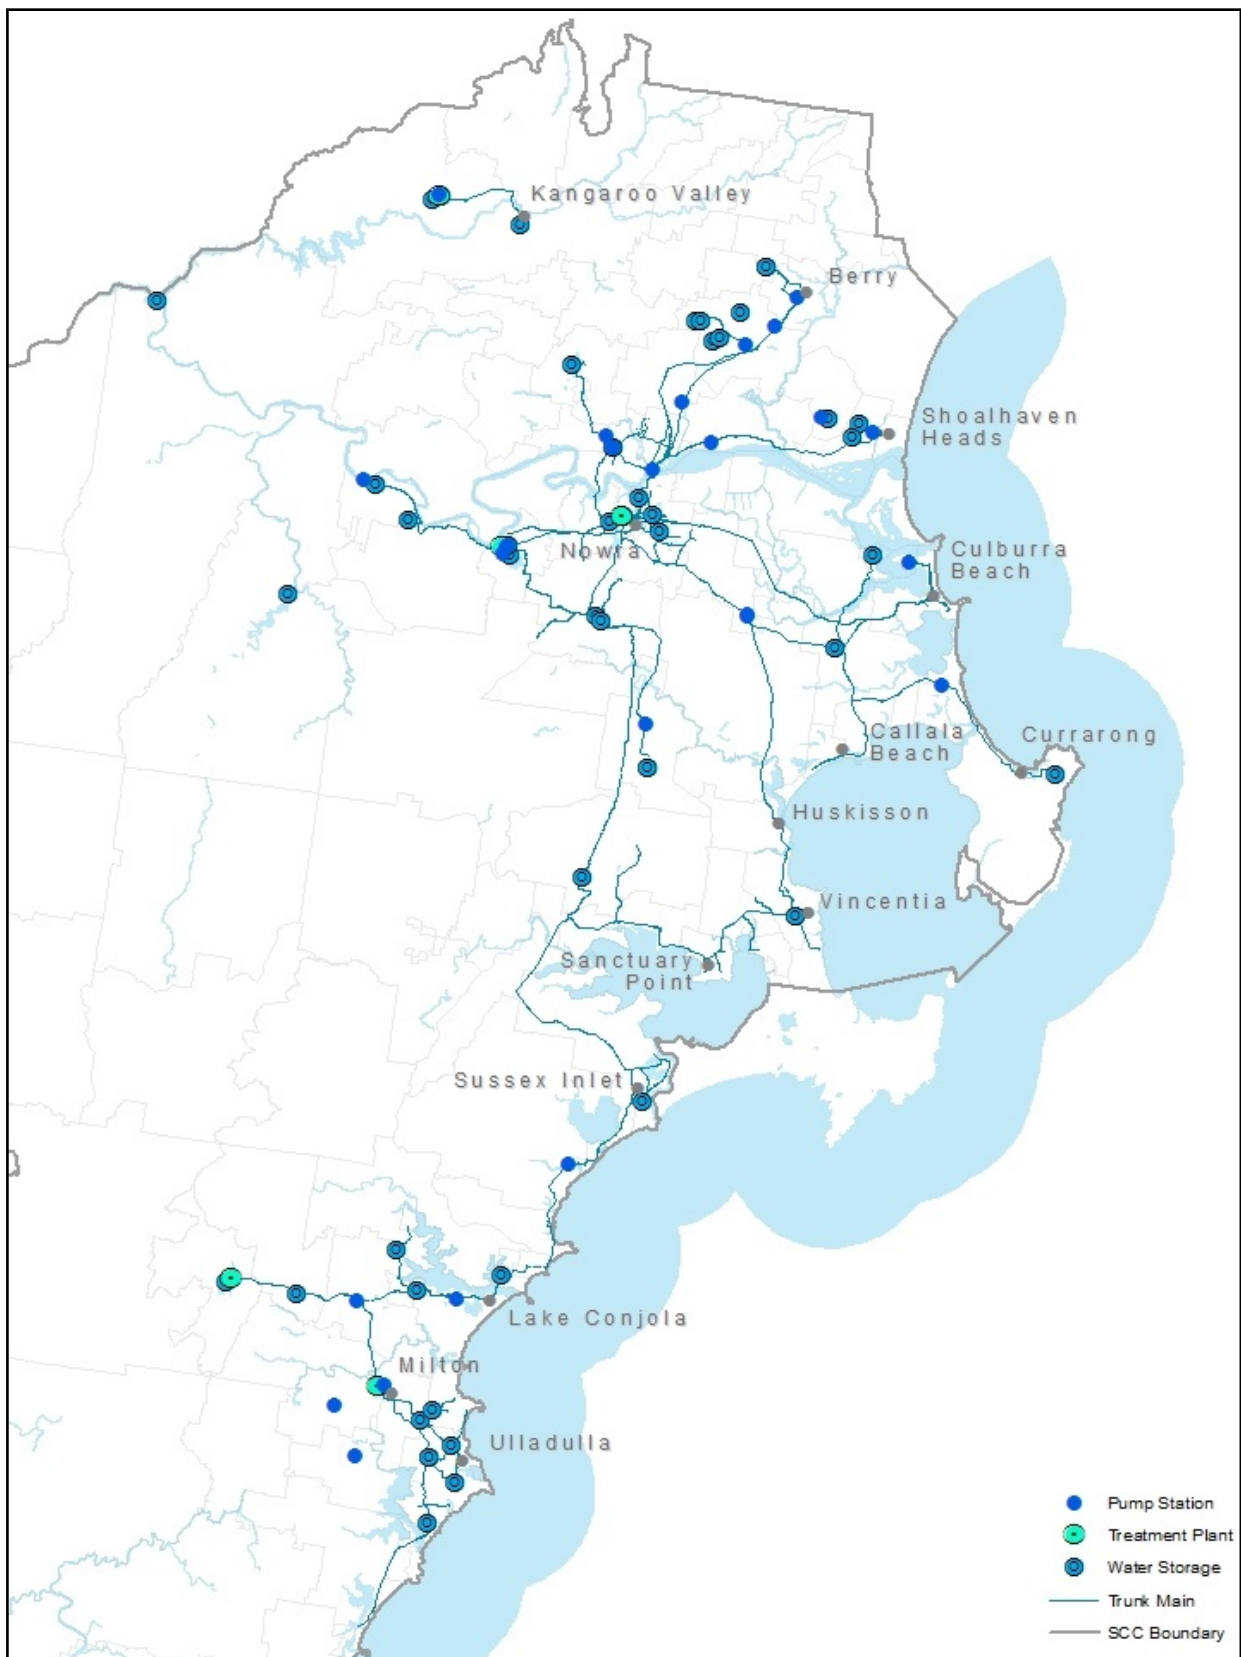 Kangaroo Valley
Berry
Shoalhaven
Heads
Nowra
Culburra
Beach
Callala
Beach
Currarong
Huskisson
Vincentia
Sanctuary
Point
Sussex Inlet
Lake Conjola
Milton
Ulladulla
Pump Station
Treatment Plant
Water Storage
Trunk Main
SCC Boundary